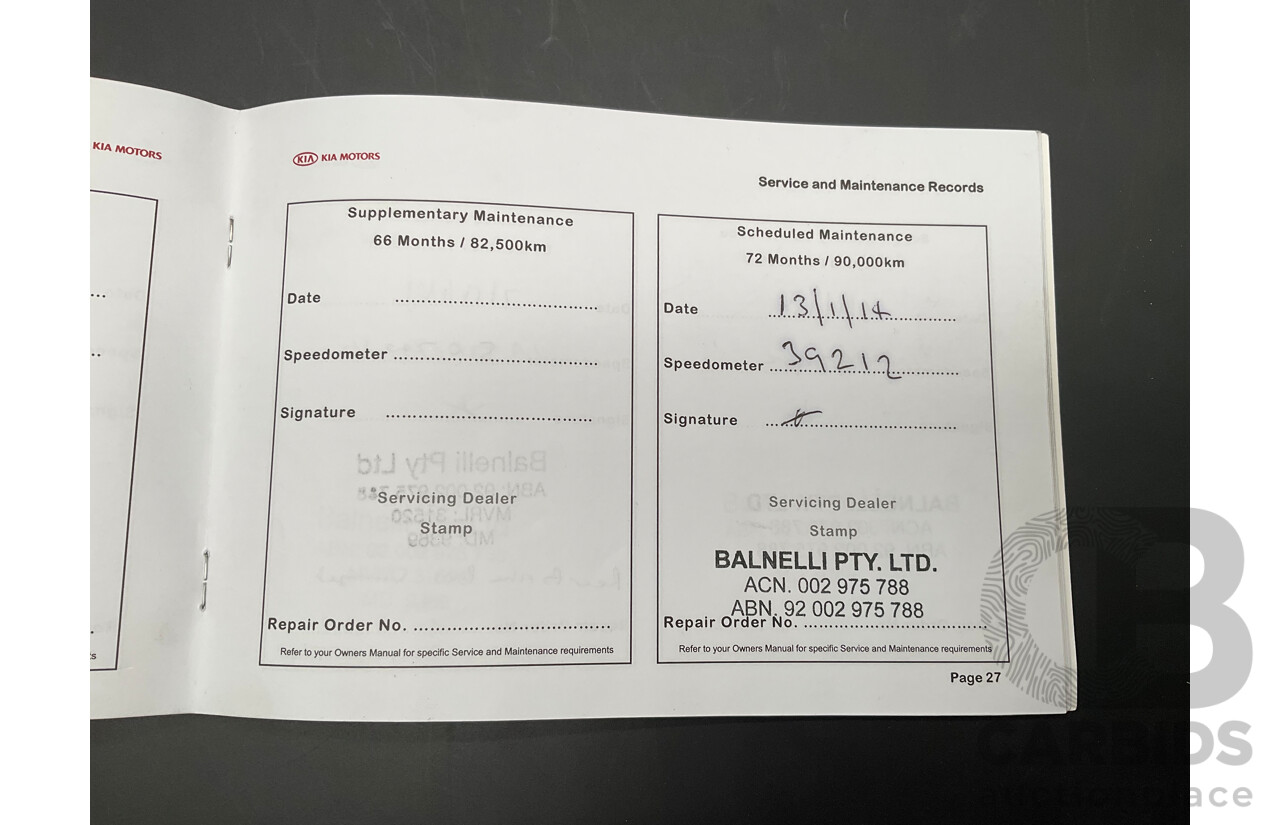 KIA MOTORS
s
KIA KIA MOTORS
Service and Maintenance Records
Supplementary Maintenance
66 Months / 82,500km
Date ........................................
Speedometer ........................................
Signature ........................................
Servicing Dealer
Stamp
Repair Order No. ........................................
Refer to your Owners Manual for specific Service and Maintenance requirements
Scheduled Maintenance
72 Months / 90,000km
Date 13/1/14
Speedometer 39212
Signature
Servicing Dealer
Stamp
BALNELLI PTY. LTD.
ACN. 002 975 788
ABN. 92 002 975 788
Repair Order No. ........................................
Refer to your Owners Manual for specific Service and Maintenance requirements
Page 27
CB
CARBIDS
auctionplace